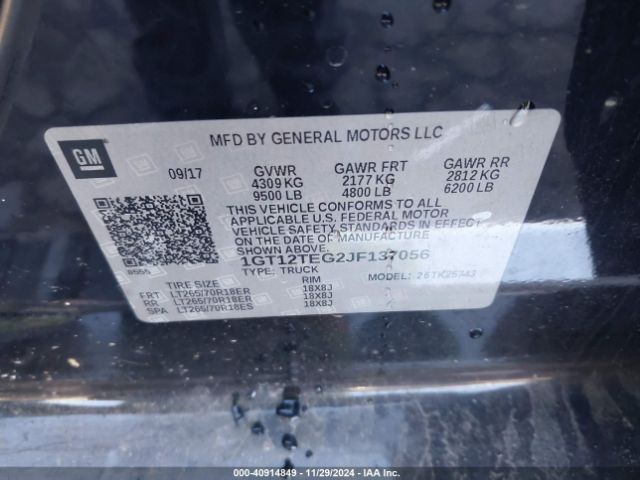 MFD BY GENERAL MOTORS LLC
GM
09/17 GVWR GAWR FRT GAWR RR
4309 KG 2177 KG 2812 KG
9500 LB 4800 LB 6200 LB
THIS VEHICLE CONFORMS TO ALL
APPLICABLE U.S. FEDERAL MOTOR
VEHICLE SAFETY STANDARDS IN EFFECT
ON THE DATE OF MANUFACTURE
SHOWN ABOVE.
1GT12TEG2JF137056
8555 TYPE: TRUCK MODEL:
TIRE SIZE RIM
FRT LT265/70R18ER 18X8J
RR LT265/70R18ER 18X8J
SPA LT265/70R18ES 18X8J
000-40914849 - 11/29/2024 - IAA Inc.